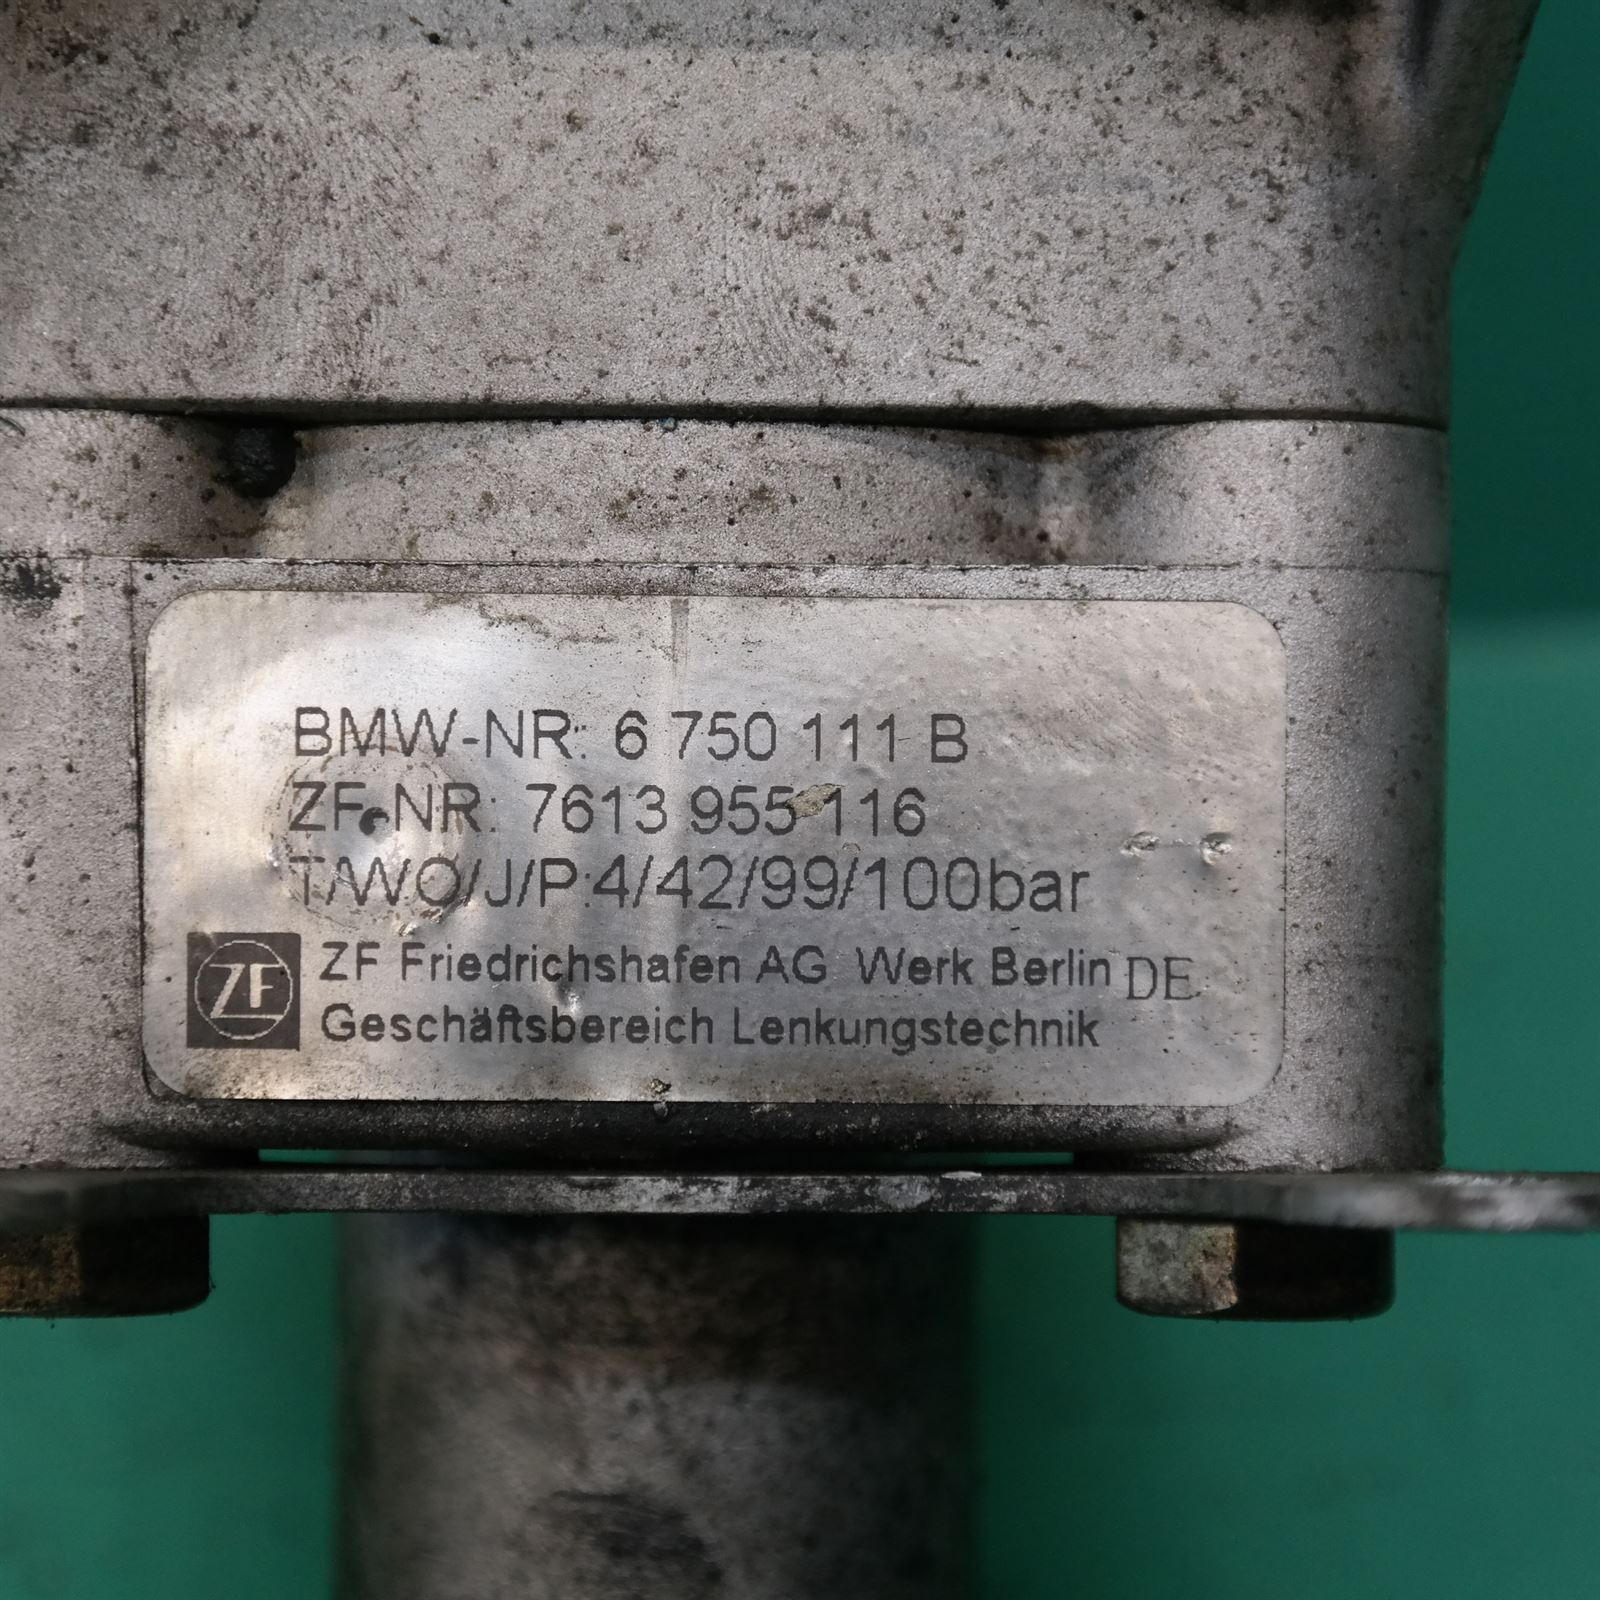 BMW-NR: 6 750 111 B
ZF-NR: 7613 955 116
T/WO/J/P:4/42/99/100bar
ZF ZF Friedrichshafen AG Werk Berlin DE
Geschäftsbereich Lenkungstechnik